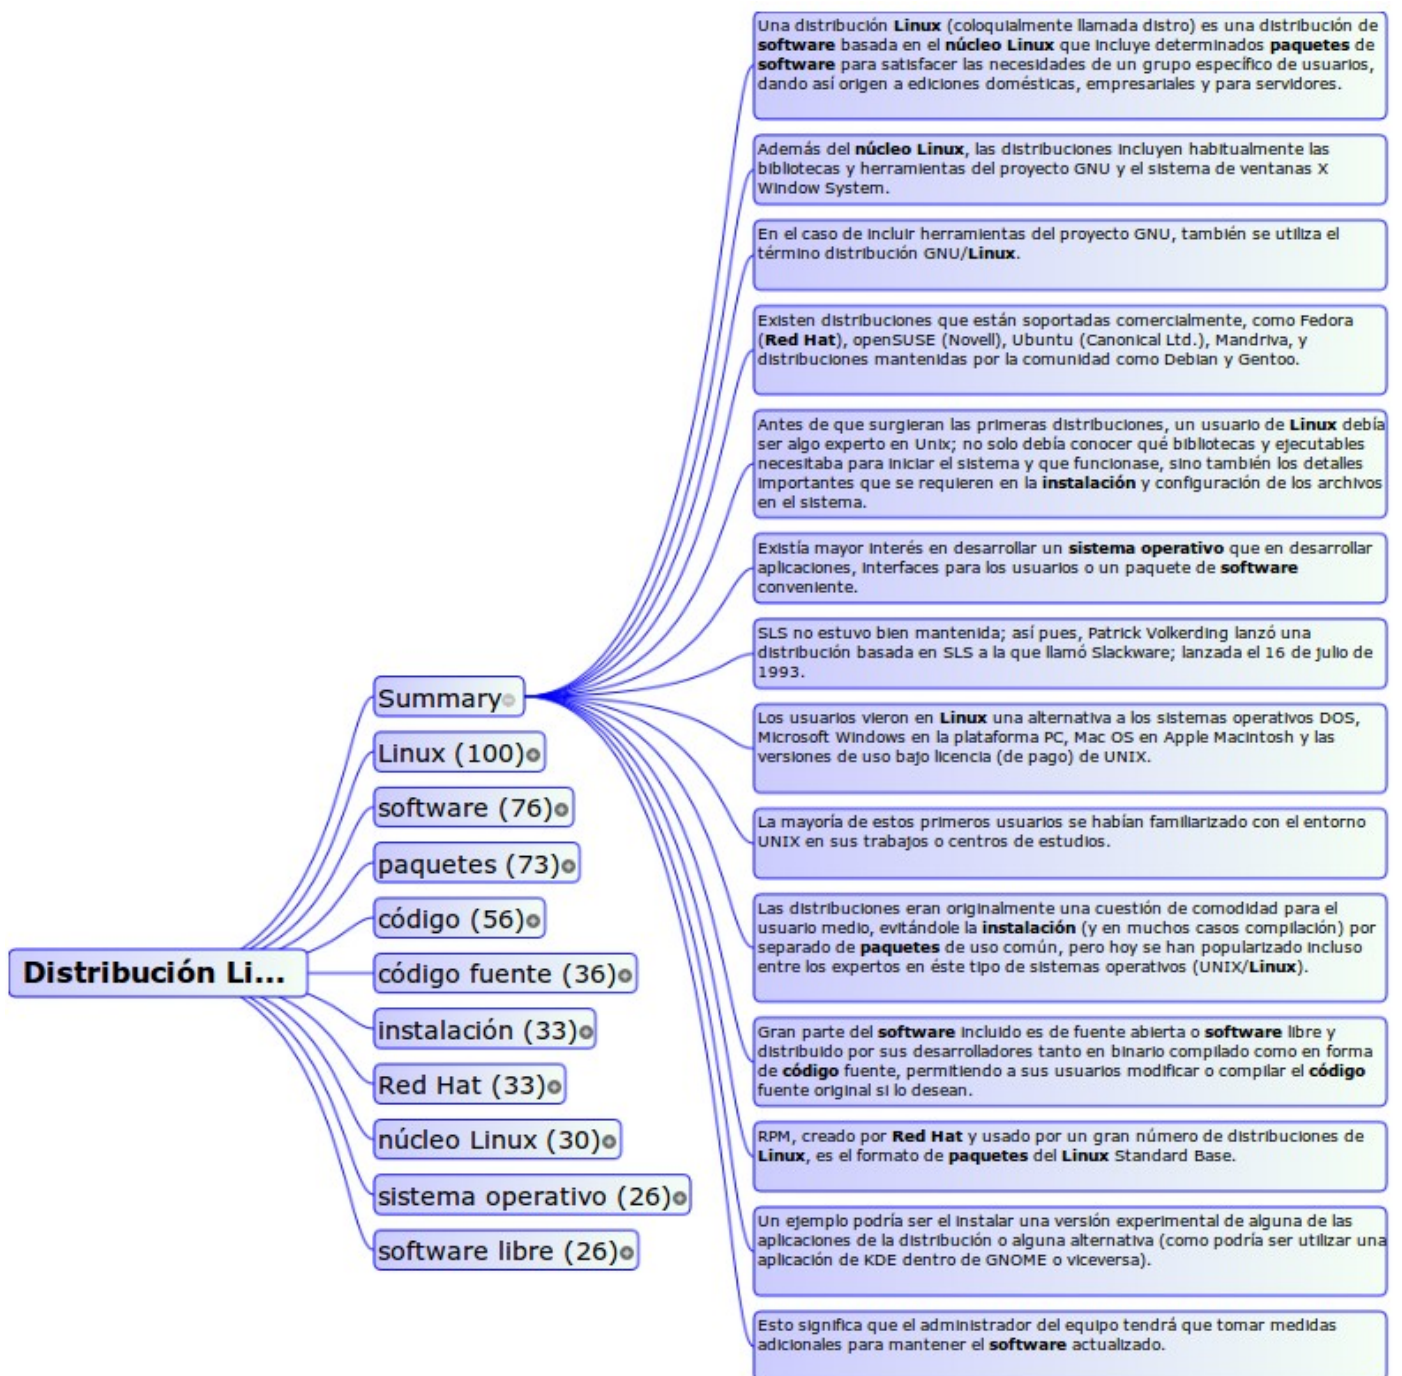 Distribución Li...
Summary
Linux (100)
software (76)
paquetes (73)
código (56)
código fuente (36)
instalación (33)
Red Hat (33)
núcleo Linux (30)
sistema operativo (26)
software libre (26)
Una distribución Linux (coloquialmente llamada distro) es una distribución de
software basada en el núcleo Linux que incluye determinados paquetes de
software para satisfacer las necesidades de un grupo específico de usuarios,
dando así origen a ediciones domésticas, empresariales y para servidores.
Además del núcleo Linux, las distribuciones incluyen habitualmente las
bibliotecas y herramientas del proyecto GNU y el sistema de ventanas X
Window System.
En el caso de incluir herramientas del proyecto GNU, también se utiliza el
término distribución GNU/Linux.
Existen distribuciones que están soportadas comercialmente, como Fedora
(Red Hat), openSUSE (Novell), Ubuntu (Canonical Ltd.), Mandriva, y
distribuciones mantenidas por la comunidad como Debian y Gentoo.
Antes de que surgieran las primeras distribuciones, un usuario de Linux debía
ser algo experto en Unix; no solo debía conocer qué bibliotecas y ejecutables
necesitaba para iniciar el sistema y que funcionase, sino también los detalles
importantes que se requieren en la instalación y configuración de los archivos
en el sistema.
Existía mayor interés en desarrollar un sistema operativo que en desarrollar
aplicaciones, interfaces para los usuarios o un paquete de software
conveniente.
SLS no estuvo bien mantenida; así pues, Patrick Volkerding lanzó una
distribución basada en SLS a la que llamó Slackware; lanzada el 16 de julio de
1993.
Los usuarios vieron en Linux una alternativa a los sistemas operativos DOS,
Microsoft Windows en la plataforma PC, Mac OS en Apple Macintosh y las
versiones de uso bajo licencia (de pago) de UNIX.
La mayoría de estos primeros usuarios se habían familiarizado con el entorno
UNIX en sus trabajos o centros de estudios.
Las distribuciones eran originalmente una cuestión de comodidad para el
usuario medio, evitándole la instalación (y en muchos casos compilación) por
separado de paquetes de uso común, pero hoy se han popularizado incluso
entre los expertos en éste tipo de sistemas operativos (UNIX/Linux).
Gran parte del software incluido es de fuente abierta o software libre y
distribuido por sus desarrolladores tanto en binario compilado como en forma
de código fuente, permitiendo a sus usuarios modificar o compilar el código
fuente original si lo desean.
RPM, creado por Red Hat y usado por un gran número de distribuciones de
Linux, es el formato de paquetes del Linux Standard Base.
Un ejemplo podría ser el instalar una versión experimental de alguna de las
aplicaciones de la distribución o alguna alternativa (como podría ser utilizar una
aplicación de KDE dentro de GNOME o viceversa).
Esto significa que el administrador del equipo tendrá que tomar medidas
adicionales para mantener el software actualizado.